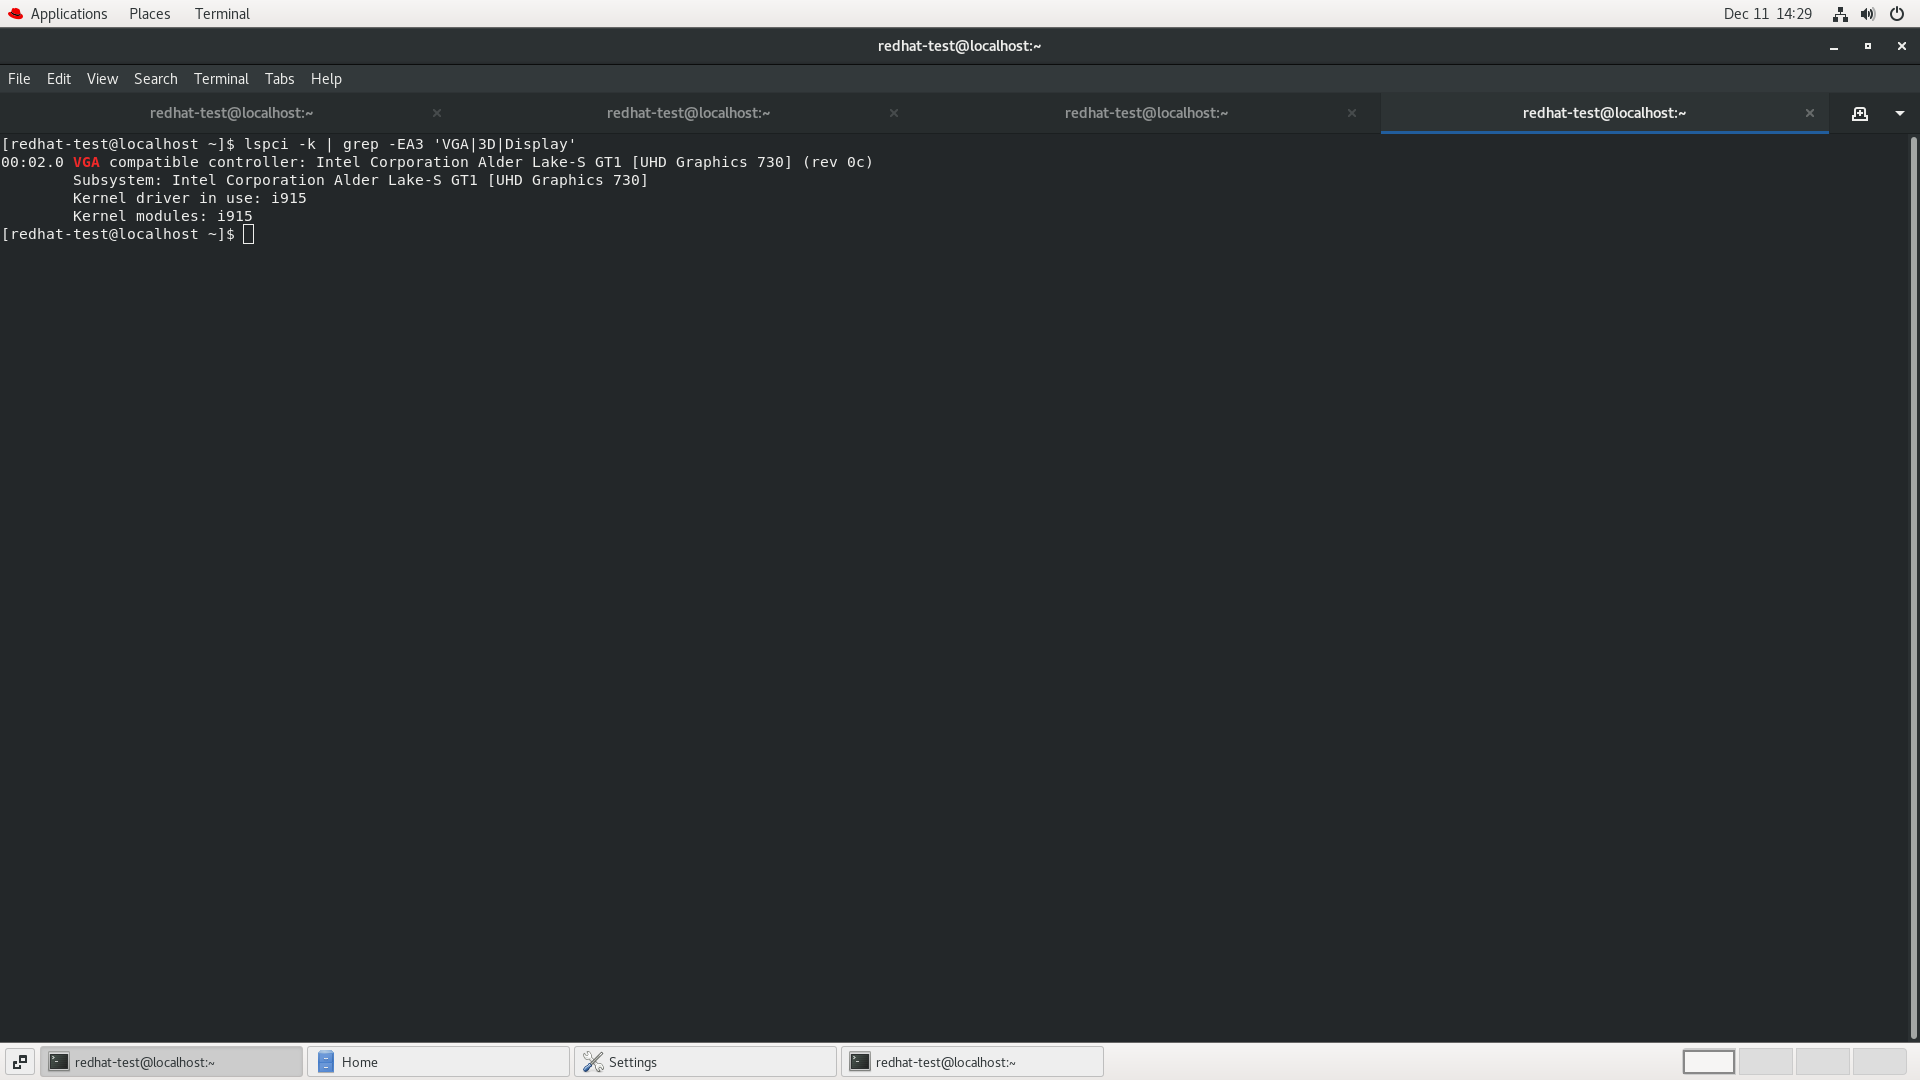 Applications Places Terminal Dec 11 14:29
redhat-test@localhost:~
File Edit View Search Terminal Tabs Help
redhat-test@localhost:~ redhat-test@localhost:~ redhat-test@localhost:~ redhat-test@localhost:~
[redhat-test@localhost ~]$ lspci -k | grep -EA3 'VGA|3D|Display'
00:02.0 VGA compatible controller: Intel Corporation Alder Lake-S GT1 [UHD Graphics 730] (rev 0c)
Subsystem: Intel Corporation Alder Lake-S GT1 [UHD Graphics 730]
Kernel driver in use: i915
Kernel modules: i915
[redhat-test@localhost ~]$
redhat-test@localhost:~ Home Settings redhat-test@localhost:~